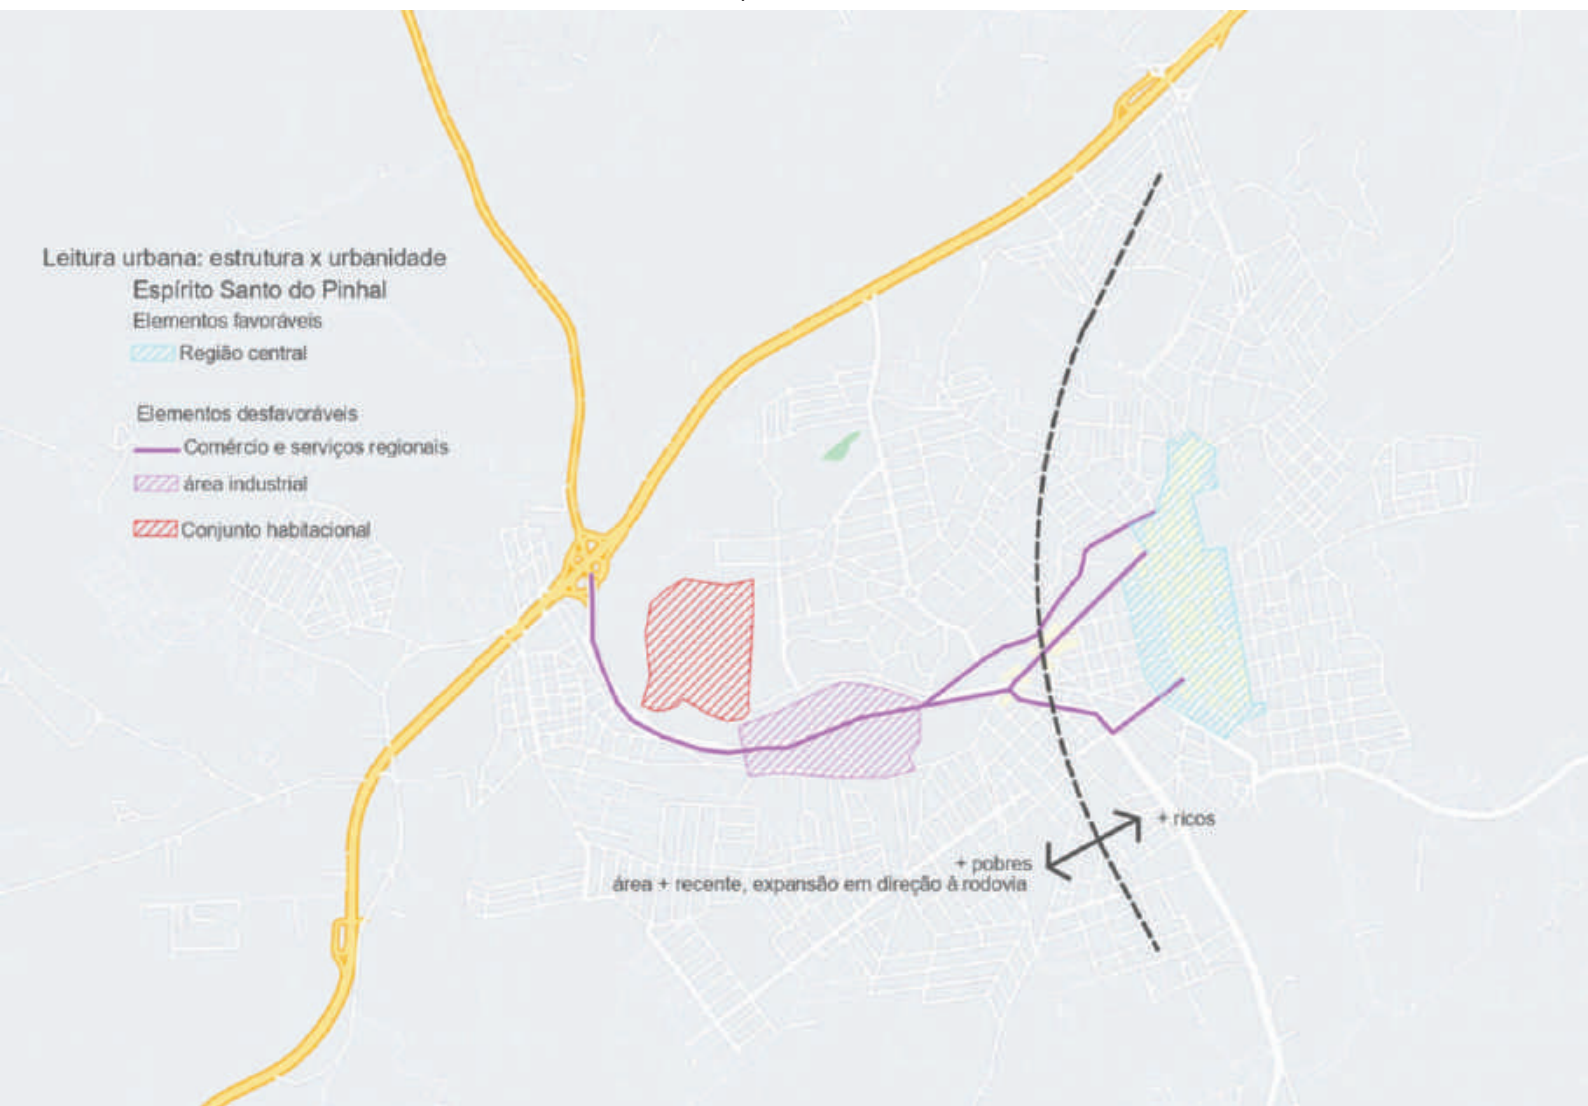 Leitura urbana: estrutura x urbanidade
Espírito Santo do Pinhal
Elementos favoráveis
Região central
Elementos desfavoráveis
Comércio e serviços regionais
área industrial
Conjunto habitacional
+ ricos
+ pobres
área + recente, expansão em direção à rodovia